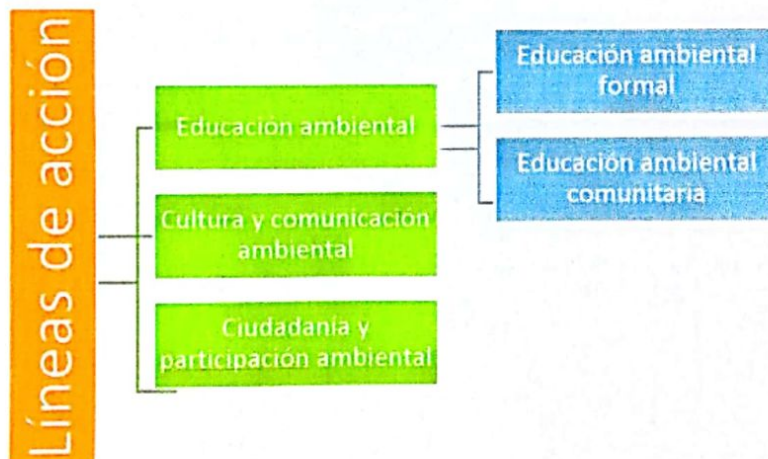 Líneas de acción
Educación ambiental
Cultura y comunicación
ambiental
Ciudadanía y
participación ambiental
Educación ambiental
formal
Educación ambiental
comunitaria